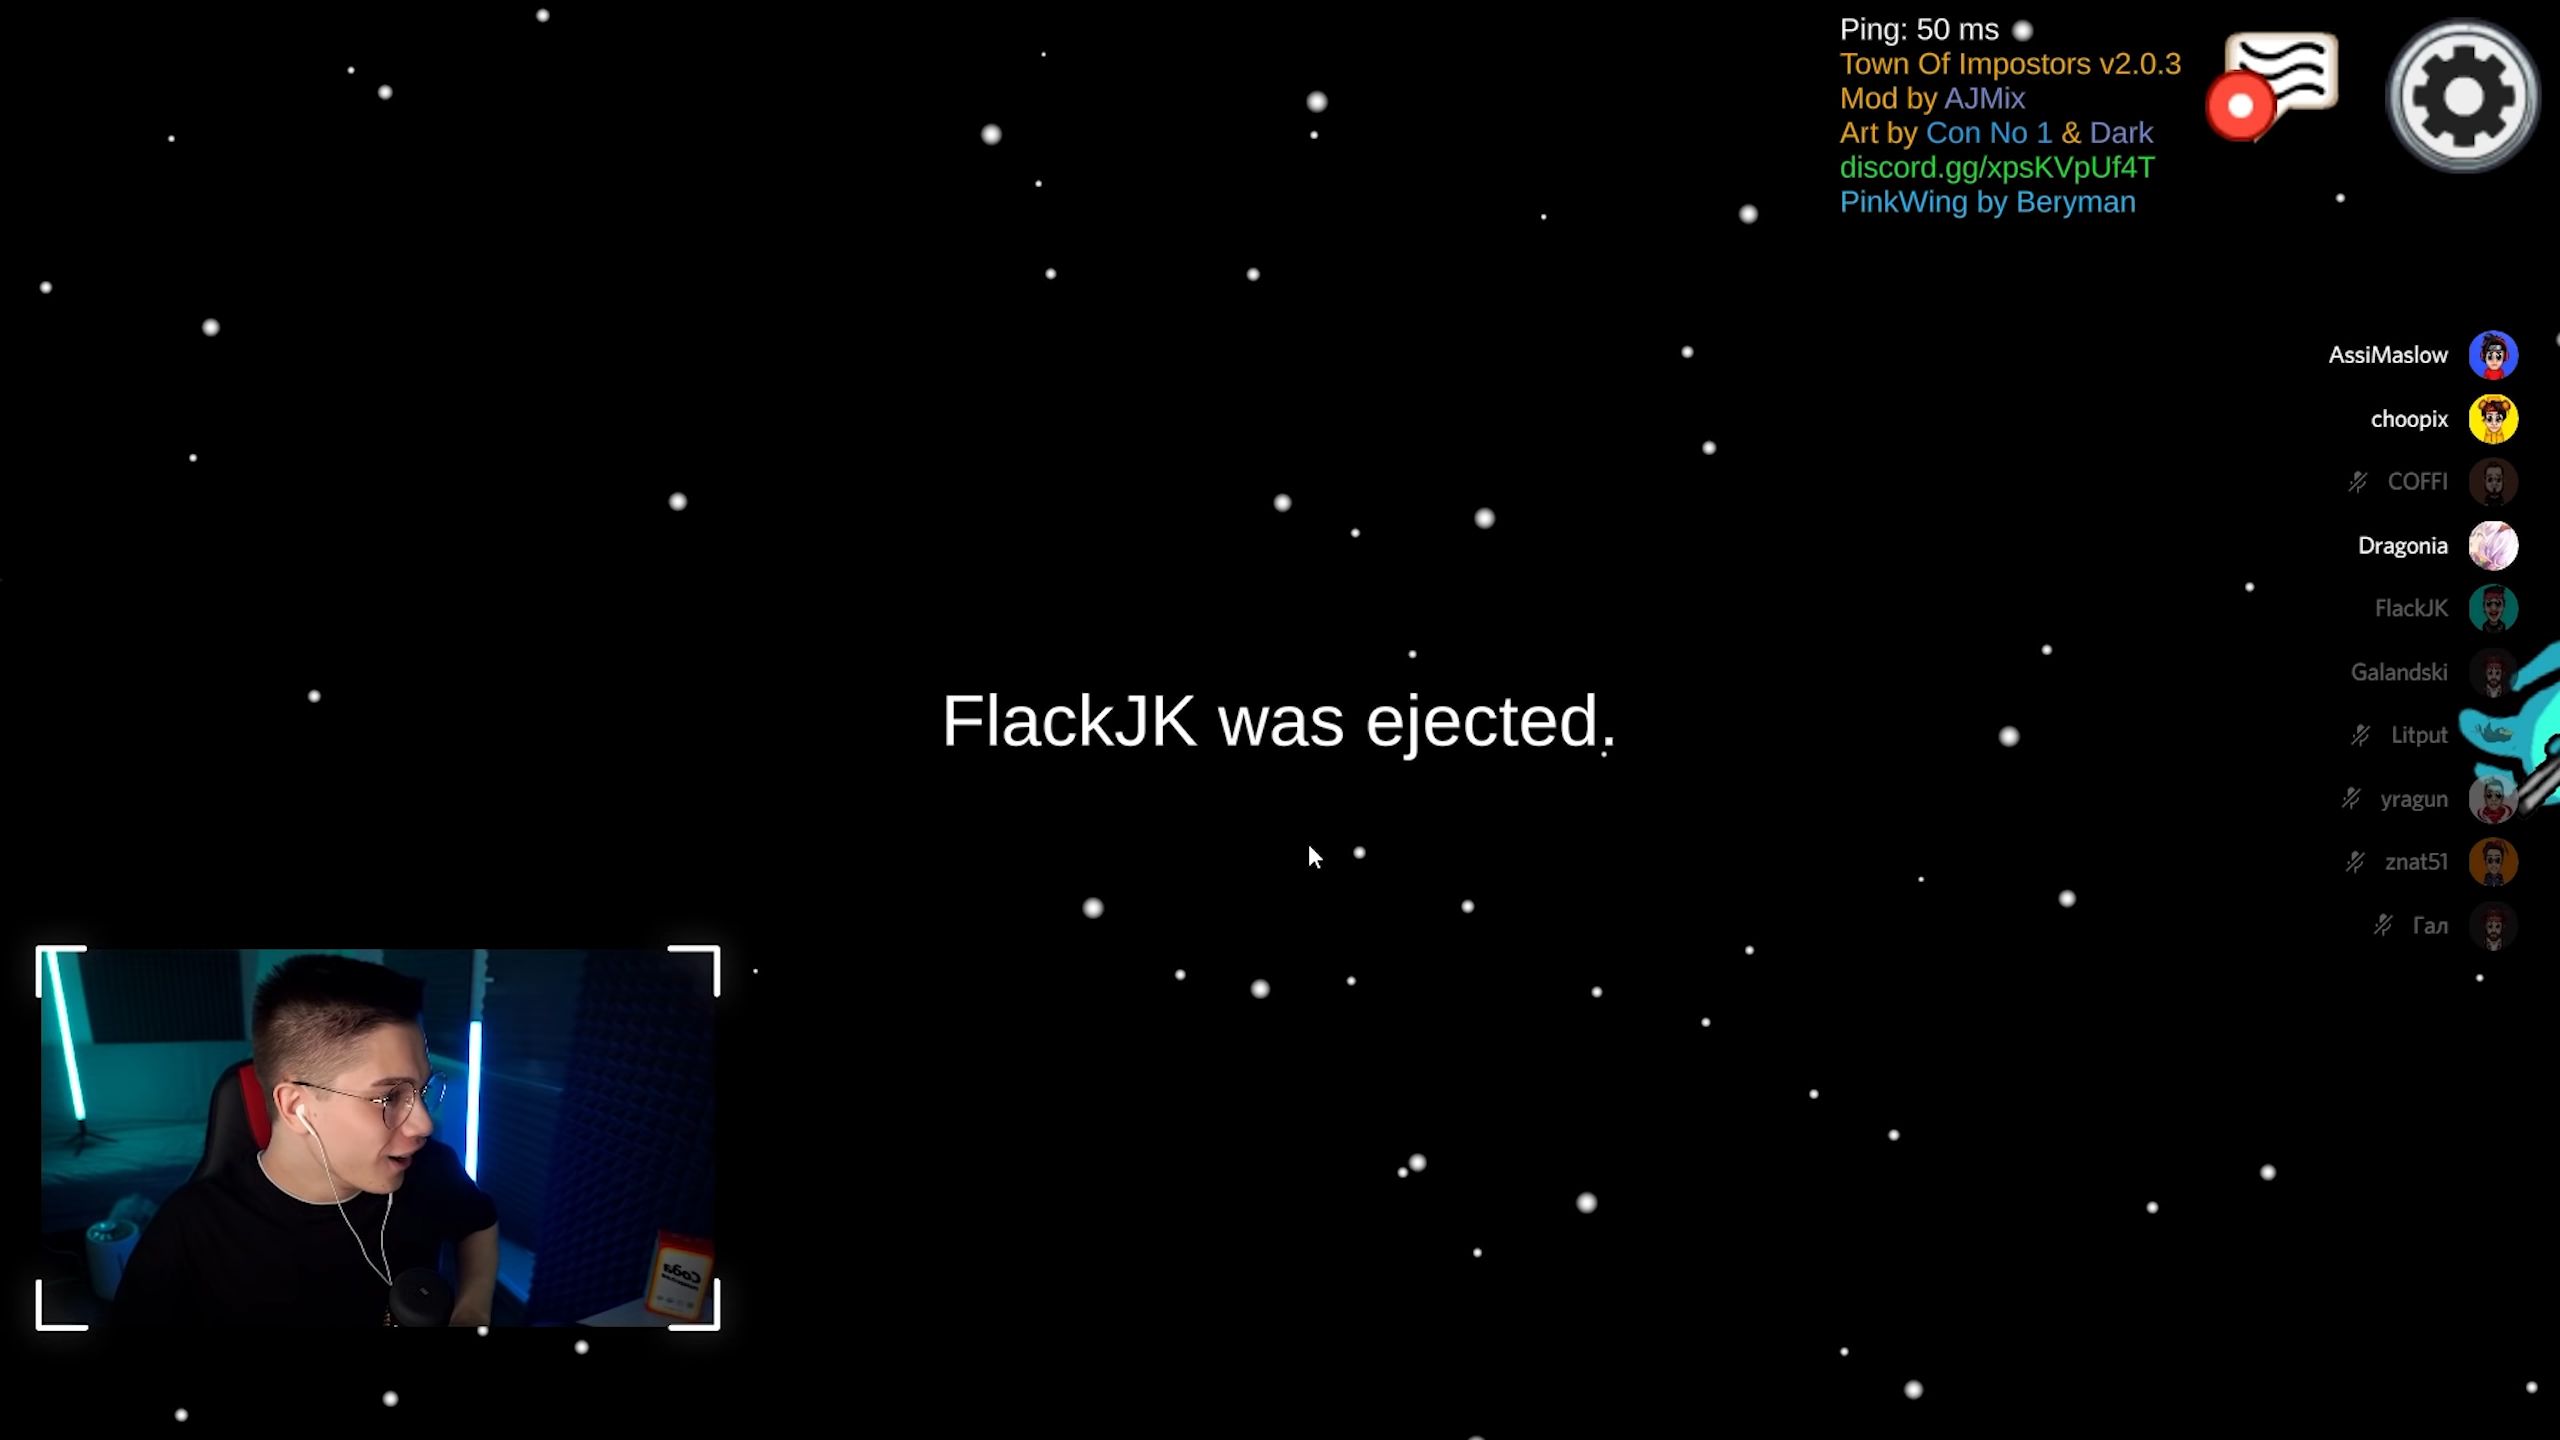 Ping: 50 ms
Town Of Impostors v2.0.3
Mod by AJMix
Art by Con No 1 & Dark
discord.gg/xpsKVpUf4T
PinkWing by Beryman
AssiMaslow
choopix
COFFI
Dragonia
FlackJK
Galandski
Litput
yragun
znat51
Гал
FlackJK was ejected.
Сода